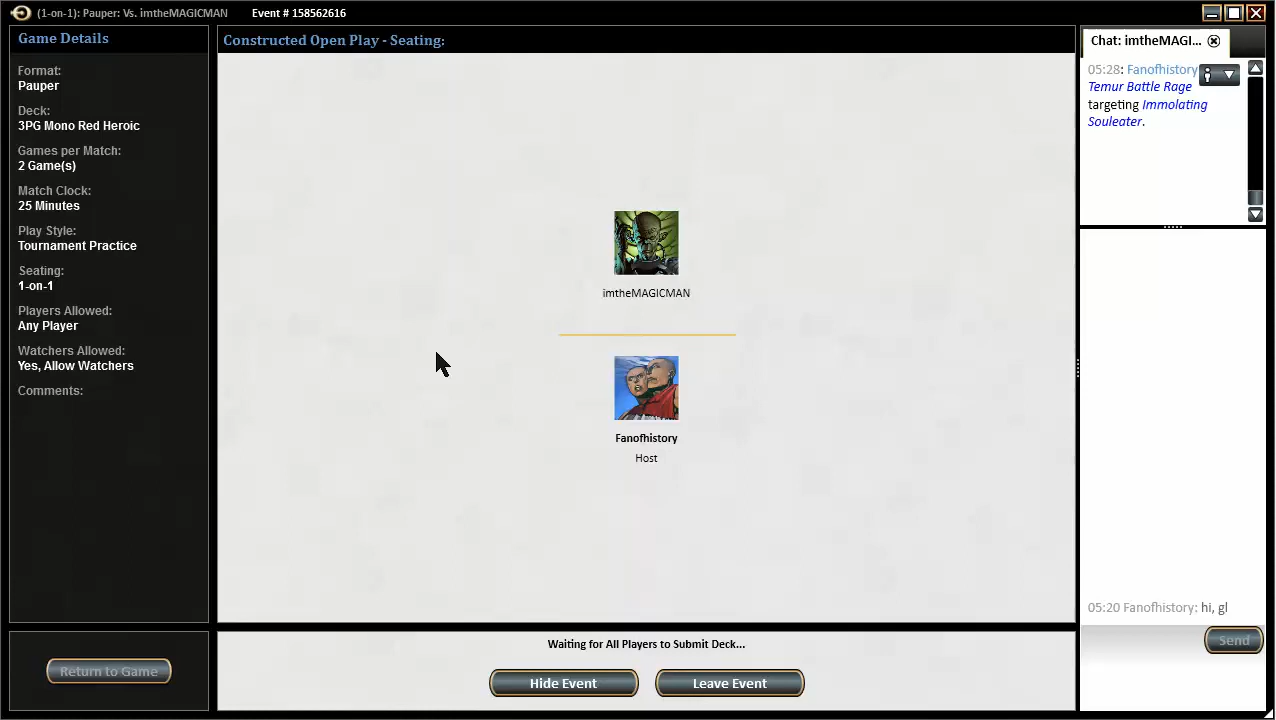 (1-on-1): Pauper: Vs. imtheMAGICMAN Event # 158562616
Game Details
Format:
Pauper
Deck:
3PG Mono Red Heroic
Games per Match:
2 Game(s)
Match Clock:
25 Minutes
Play Style:
Tournament Practice
Seating:
1-on-1
Players Allowed:
Any Player
Watchers Allowed:
Yes, Allow Watchers
Comments:
Return to Game
Constructed Open Play - Seating:
imtheMAGICMAN
Fanofhistory
Host
Waiting for All Players to Submit Deck...
Hide Event
Leave Event
Chat: imtheMAGI...
05:28: Fanofhistory
Temur Battle Rage
targeting Immolating
Souleater.
05:20 Fanofhistory: hi, gl
Send